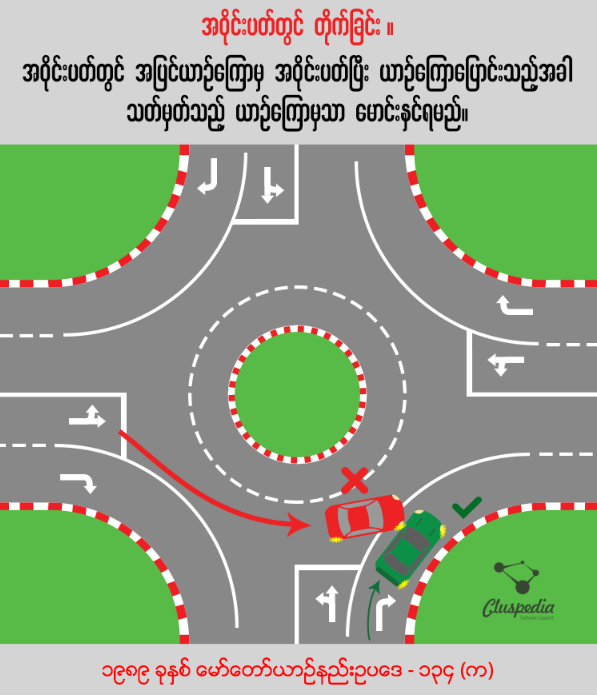 အဝိုင်းပတ်တွင် တိုက်ခြင်း ။
အဝိုင်းပတ်တွင် အပြင်ယာဉ်ကြောမှ အဝိုင်းပတ်ပြီး ယာဉ်ကြောပြောင်းသည့်အခါ
သတ်မှတ်သည့် ယာဉ်ကြောမှသာ မောင်းနှင်ရမည်။
Cluspedia
Software Support
၁၉၈၉ ခုနှစ် မော်တော်ယာဉ်နည်းဥပဒေ - ၁၃၄ (က)